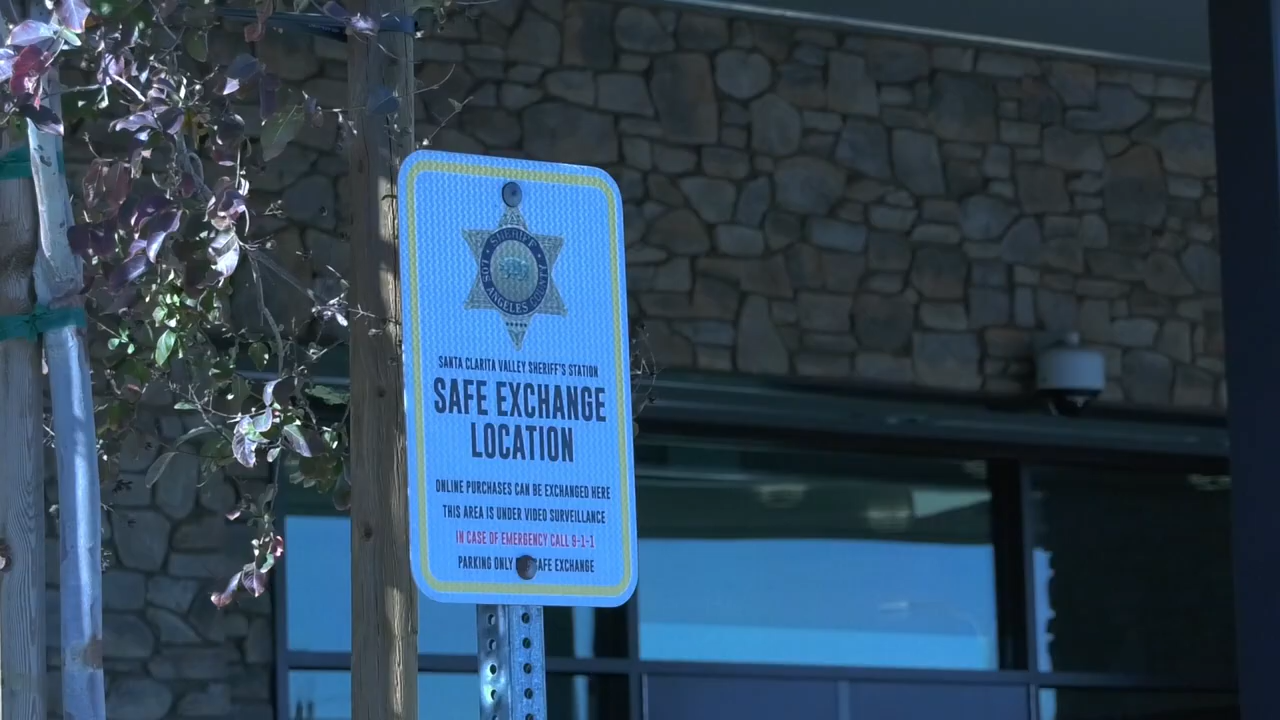 SHERIFF
LOS ANGELES COUNTY
SANTA CLARITA VALLEY SHERIFF'S STATION
SAFE EXCHANGE
LOCATION
ONLINE PURCHASES CAN BE EXCHANGED HERE
THIS AREA IS UNDER VIDEO SURVEILLANCE
IN CASE OF EMERGENCY CALL 9-1-1
PARKING ONLY SAFE EXCHANGE